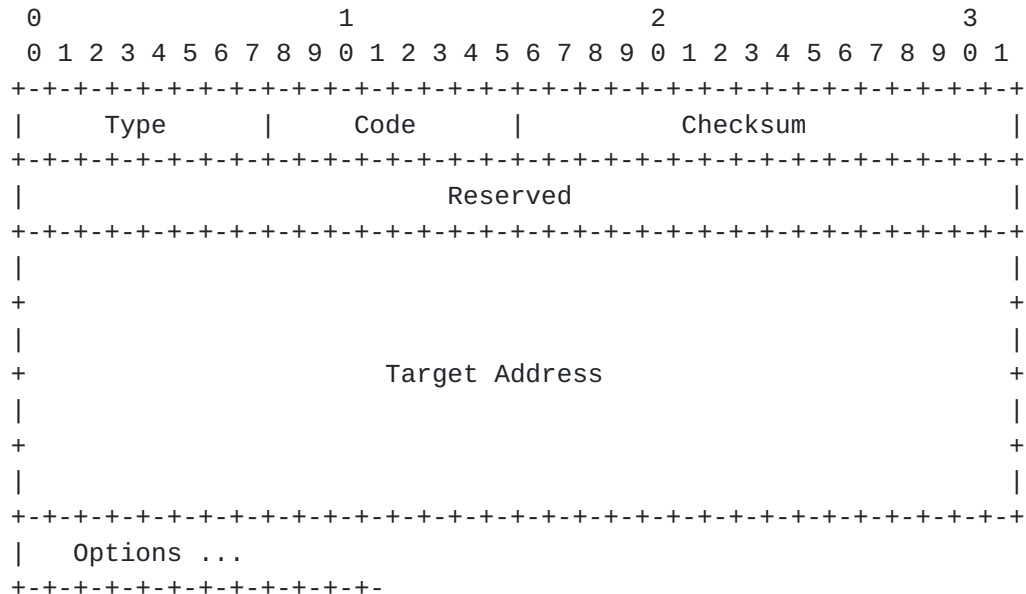 0                   1                   2                   3
 0 1 2 3 4 5 6 7 8 9 0 1 2 3 4 5 6 7 8 9 0 1 2 3 4 5 6 7 8 9 0 1
+-+-+-+-+-+-+-+-+-+-+-+-+-+-+-+-+-+-+-+-+-+-+-+-+-+-+-+-+-+-+-+-+
|     Type      |     Code      |          Checksum             |
+-+-+-+-+-+-+-+-+-+-+-+-+-+-+-+-+-+-+-+-+-+-+-+-+-+-+-+-+-+-+-+-+
|                           Reserved                            |
+-+-+-+-+-+-+-+-+-+-+-+-+-+-+-+-+-+-+-+-+-+-+-+-+-+-+-+-+-+-+-+-+
|                                                               |
+                                                               +
|                                                               |
+                       Target Address                          +
|                                                               |
+                                                               +
|                                                               |
+-+-+-+-+-+-+-+-+-+-+-+-+-+-+-+-+-+-+-+-+-+-+-+-+-+-+-+-+-+-+-+-+
|   Options ...
+-+-+-+-+-+-+-+-+-+-+-+-